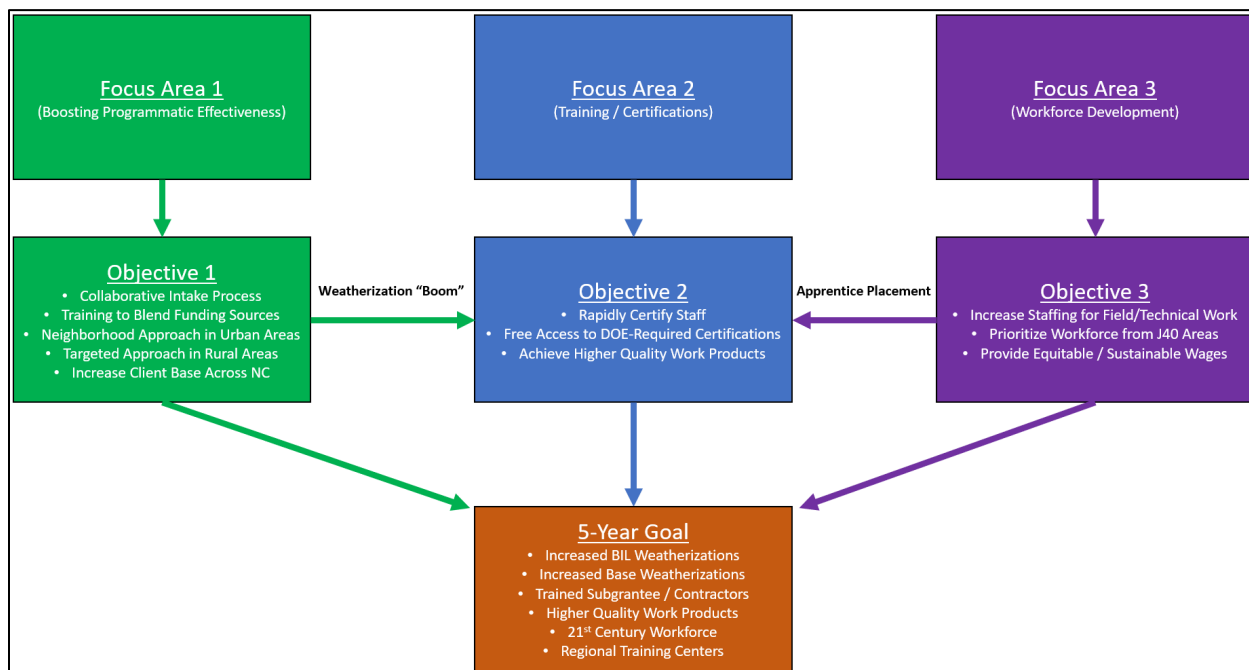 Focus Area 1
(Boosting Programmatic Effectiveness)
Focus Area 2
(Training / Certifications)
Focus Area 3
(Workforce Development)
Objective 1
• Collaborative Intake Process
• Training to Blend Funding Sources
• Neighborhood Approach in Urban Areas
• Targeted Approach in Rural Areas
• Increase Client Base Across NC
Weatherization “Boom”
Objective 2
• Rapidly Certify Staff
• Free Access to DOE-Required Certifications
• Achieve Higher Quality Work Products
Apprentice Placement
Objective 3
• Increase Staffing for Field/Technical Work
• Prioritize Workforce from J40 Areas
• Provide Equitable / Sustainable Wages
5-Year Goal
• Increased BIL Weatherizations
• Increased Base Weatherizations
• Trained Subgrantee / Contractors
• Higher Quality Work Products
• 21st Century Workforce
• Regional Training Centers